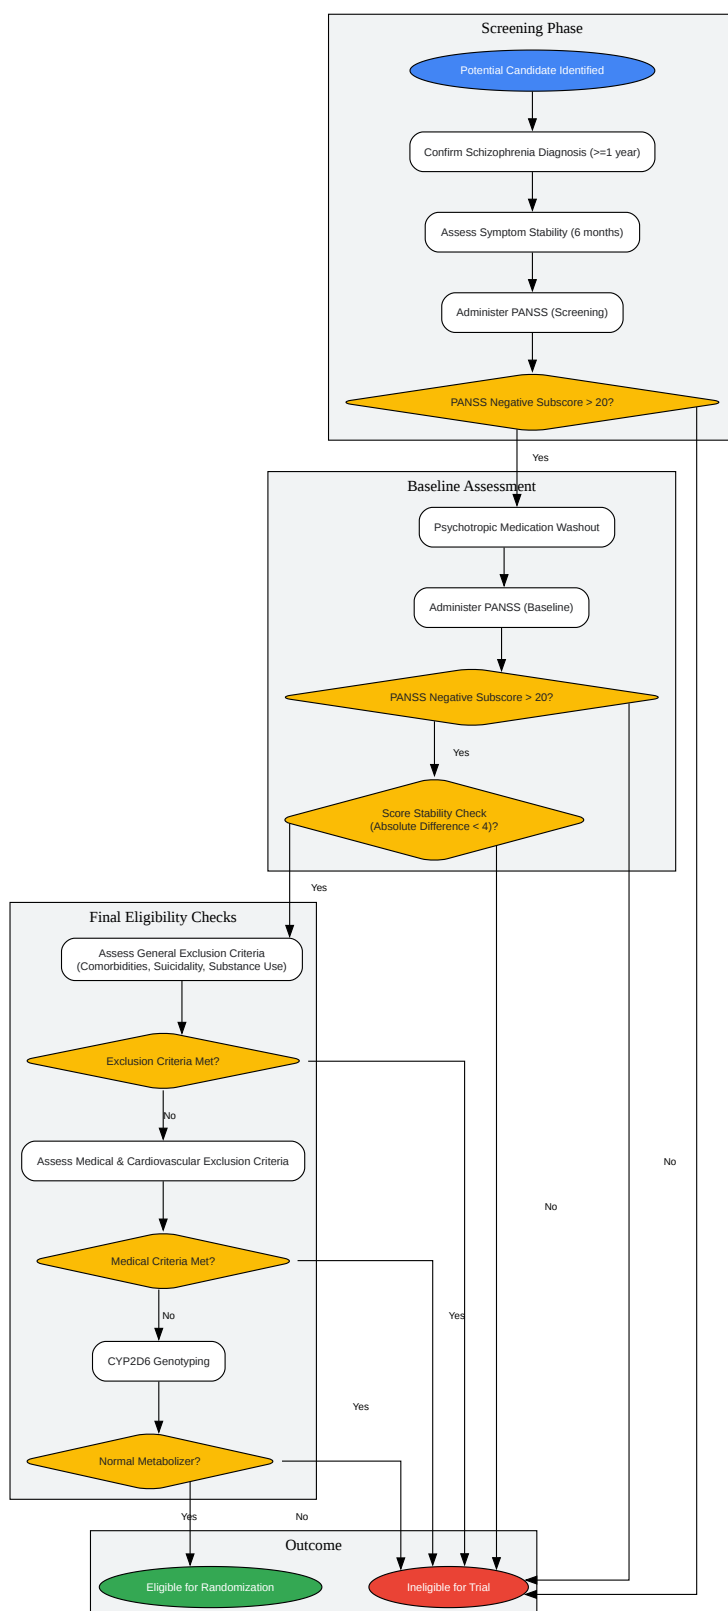 Screening Phase
Potential Candidate Identified
Confirm Schizophrenia Diagnosis (>=1 year)
Assess Symptom Stability (6 months)
Administer PANSS (Screening)
PANSS Negative Subscore > 20?
Yes
Baseline Assessment
Psychotropic Medication Washout
Administer PANSS (Baseline)
PANSS Negative Subscore > 20?
Yes
Score Stability Check
(Absolute Difference < 4)?
Yes
Final Eligibility Checks
Assess General Exclusion Criteria
(Comorbidities, Suicidality, Substance Use)
Exclusion Criteria Met?
No
Assess Medical & Cardiovascular Exclusion Criteria
No
No
Medical Criteria Met?
No
Yes
CYP2D6 Genotyping
Yes
Normal Metabolizer?
Yes
No
Outcome
Eligible for Randomization
Ineligible for Trial